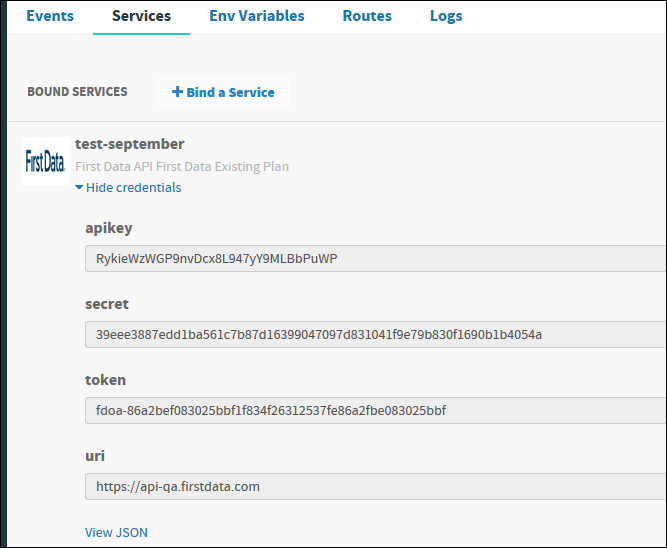 Events Services Env Variables Routes Logs
BOUND SERVICES + Bind a Service
First Data.
test-september
First Data API First Data Existing Plan
Hide credentials
apikey
RykieWzWGP9nvDcx8L947yY9MLBbPuWP
secret
39eee3887edd1ba561c7b87d16399047097d831041f9e79b830f1690b1b4054a
token
fdoa-86a2bef083025bbf1f834f26312537fe86a2fbe083025bbf
uri
https://api-qa.firstdata.com
View JSON